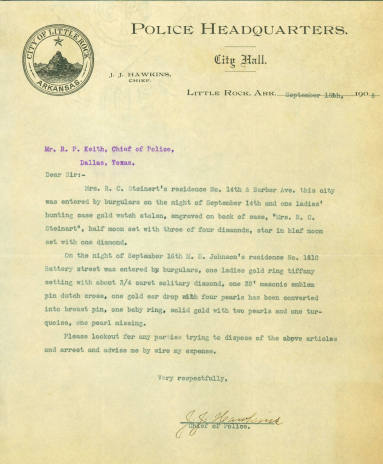 POLICE HEADQUARTERS.
CITY OF LITTLE ROCK
ARKANSAS
City Hall.
J. J. HAWKINS,
CHIEF.
LITTLE ROCK, ARK. September 18th, 190
Mr. R. P. Keith, Chief of Police,
Dallas, Texas.
Dear Sir:-
Mrs. R. C. Steinert's residence No. 14th & Barber Ave. this city
was entered by burgulars on the night of September 14th and one ladies'
hunting case gold watch stolen, engraved on back of case, "Mrs. R. C.
Steinart", half moon set with three of four diamonds, star in half moon
set with one diamond.
On the night of September 16th M. E. Johnson's residence No. 1810
Battery street was entered by burgulars, one ladies gold ring tiffany
setting with about 3/4 caret solitary diamond, one 32' masonic emblem
pin dutch cross, one gold ear drop with four pearls has been converted
into breast pin, one baby ring, solid gold with two pearls and one tur-
quoise, one pearl missing.
Please lookout for any parties trying to dispose of the above articles
and arrest and advise me by wire my expense.
Very respectfully,
J. J. Hawkins
Chief of Police.